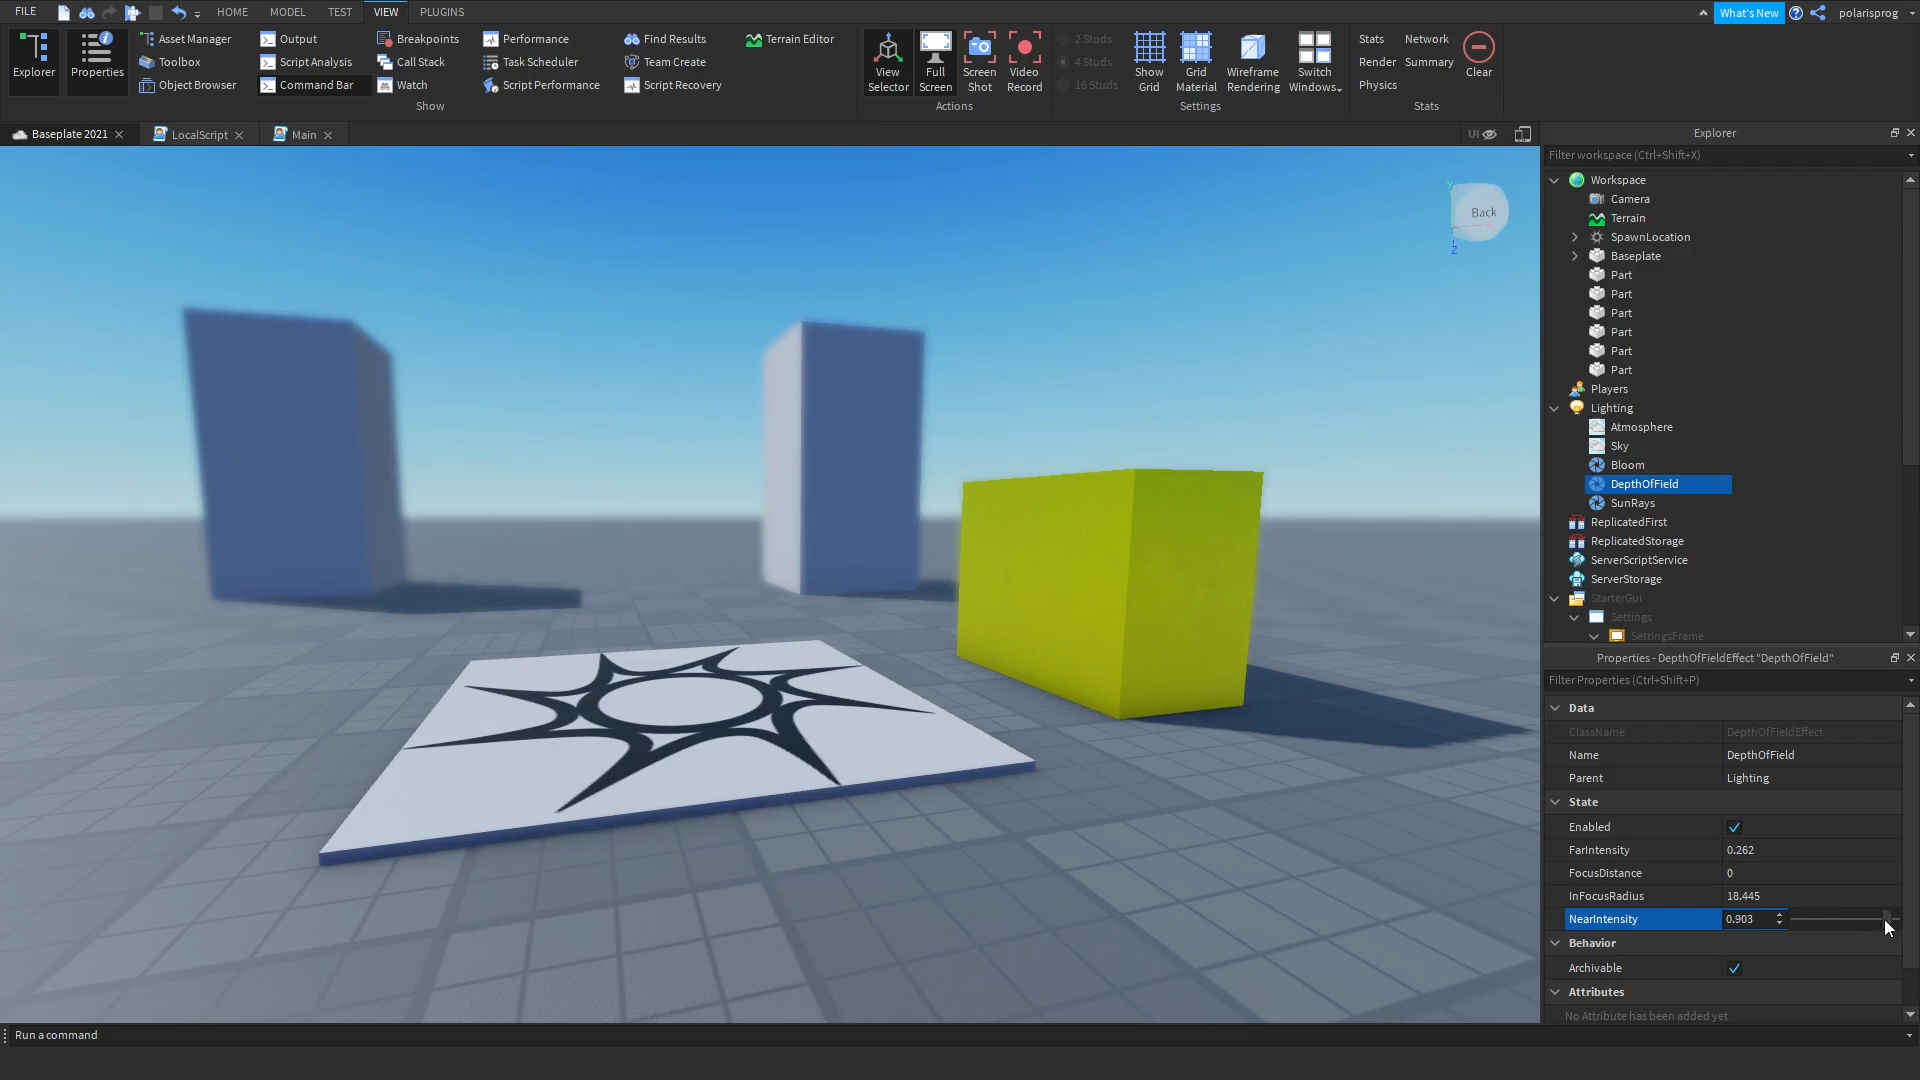 FILE
HOME
MODEL
TEST
VIEW
PLUGINS
What's New
polarisprog
Explorer
Properties
Asset Manager
Toolbox
Object Browser
Output
Script Analysis
Command Bar
Breakpoints
Call Stack
Watch
Performance
Task Scheduler
Script Performance
Find Results
Team Create
Script Recovery
Terrain Editor
Show
View
Selector
Full
Screen
Screen
Shot
Video
Record
Actions
2 Studs
4 Studs
16 Studs
Show
Grid
Grid
Material
Wireframe
Rendering
Switch
Windows
Settings
Stats
Network
Render
Summary
Physics
Clear
Stats
Baseplate 2021
LocalScript
Main
UI
Back
Y
Z
Explorer
Filter workspace (Ctrl+Shift+X)
Workspace
Camera
Terrain
SpawnLocation
Baseplate
Part
Part
Part
Part
Part
Part
Players
Lighting
Atmosphere
Sky
Bloom
DepthOfField
SunRays
ReplicatedFirst
ReplicatedStorage
ServerScriptService
ServerStorage
StarterGui
Settings
SettingsFrame
Properties - DepthOfFieldEffect "DepthOfField"
Filter Properties (Ctrl+Shift+P)
Data
ClassName DepthOfFieldEffect
Name DepthOfField
Parent Lighting
State
Enabled
FarIntensity 0.262
FocusDistance 0
InFocusRadius 18.445
NearIntensity 0.903
Behavior
Archivable
Attributes
No Attribute has been added yet
Run a command